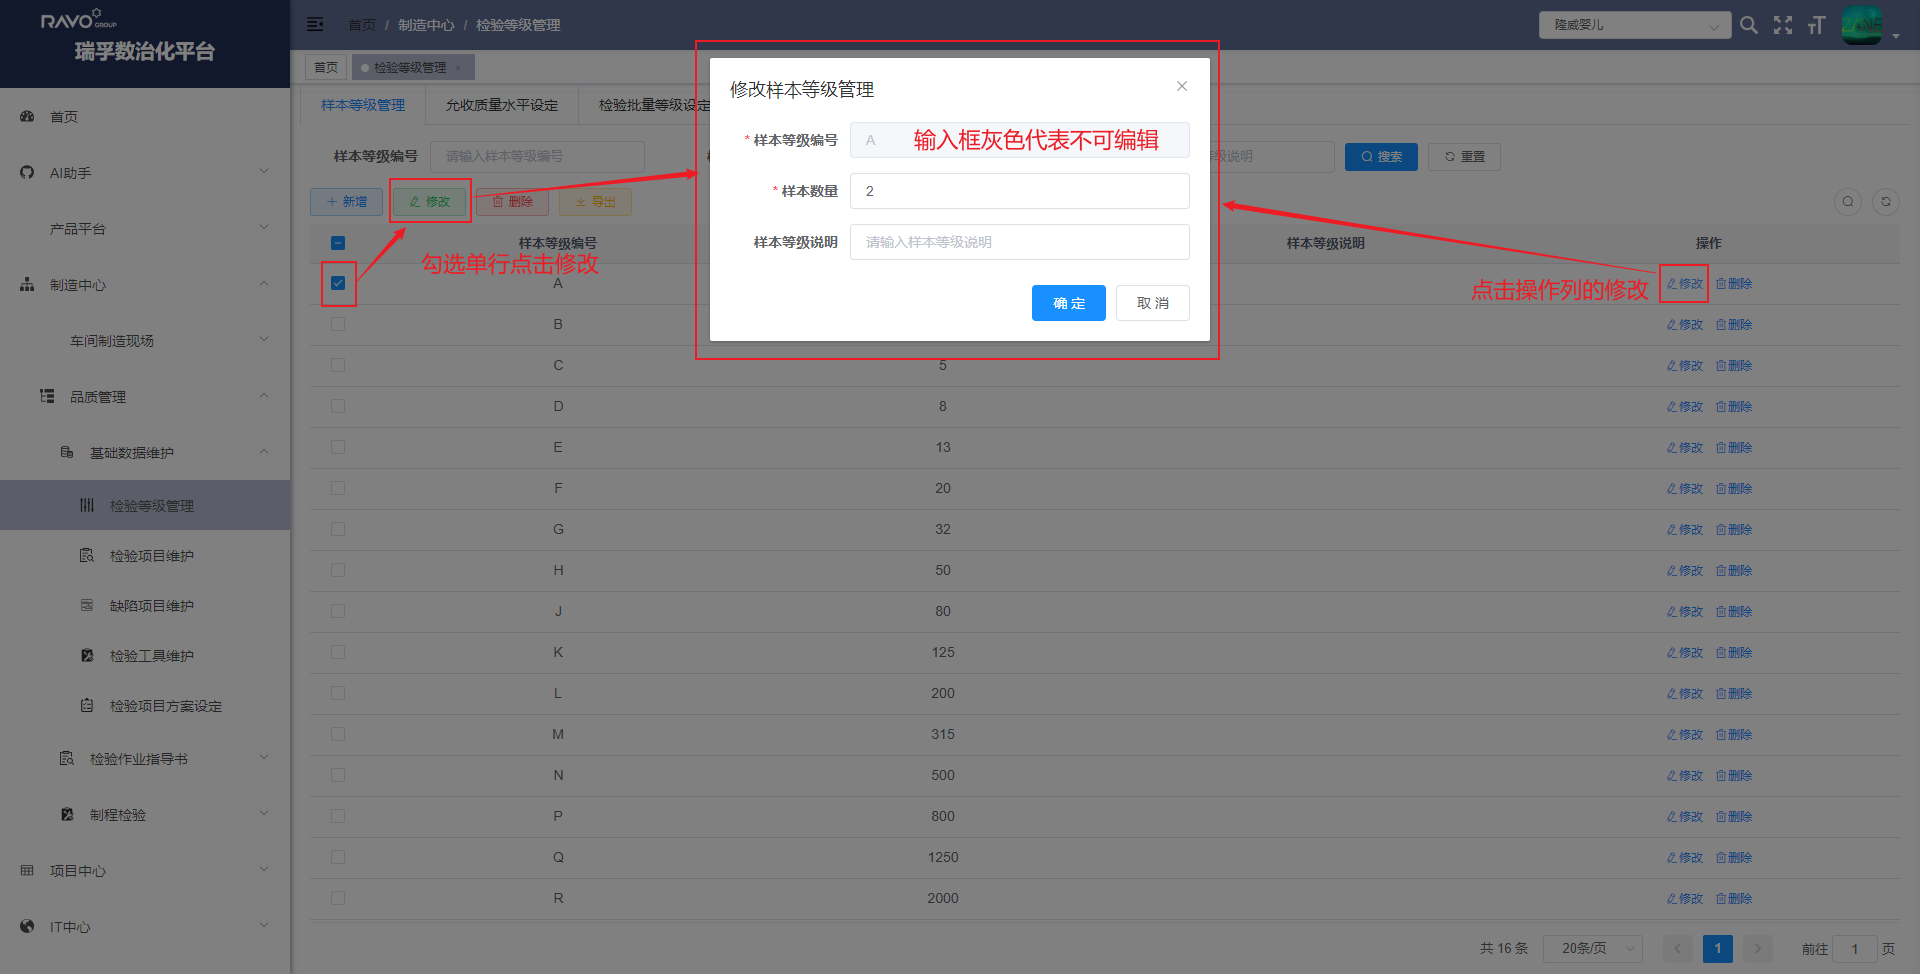 RAVO GROUP
瑞孚数治化平台
首页 / 制造中心 / 检验等级管理
隆威婴儿
首页
检验等级管理 ×
样本等级管理
允收质量水平设定
检验批量等级设定
样本等级编号
请输入样本等级编号
搜索
重置
+ 新增
修改
删除
导出
首页
AI助手
产品平台
制造中心
车间制造现场
品质管理
基础数据维护
检验等级管理
检验项目维护
缺陷项目维护
检验工具维护
检验项目方案设定
检验作业指导书
制程检验
项目中心
IT中心
修改样本等级管理
* 样本等级编号 A
输入框灰色代表不可编辑
* 样本数量 2
样本等级说明 请输入样本等级说明
确 定
取 消
勾选单行点击修改
点击操作列的修改
样本等级编号 样本等级说明 操作
A 修改 删除
B 修改 删除
C 5 修改 删除
D 8 修改 删除
E 13 修改 删除
F 20 修改 删除
G 32 修改 删除
H 50 修改 删除
J 80 修改 删除
K 125 修改 删除
L 200 修改 删除
M 315 修改 删除
N 500 修改 删除
P 800 修改 删除
Q 1250 修改 删除
R 2000 修改 删除
共 16 条 20条/页 1 前往 1 页